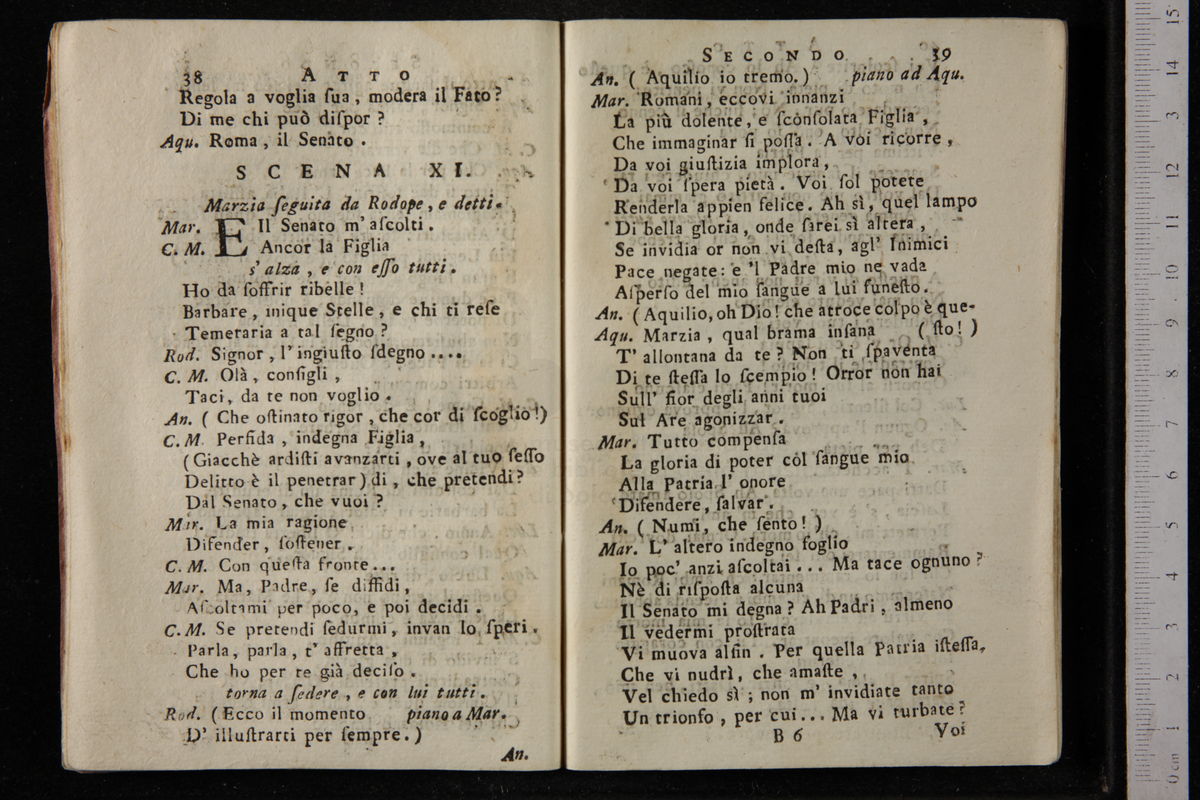 38 ATTO
Regola a voglia ſua, modera il Fato?
Di me chi può diſpor?
Aqu. Roma, il Senato.
SCENA XI.
Marzia ſeguita da Rodope, e detti.
Mar. E Il Senato m' aſcolti.
C. M. Ancor la Figlia
s' alza, e con eſſo tutti.
Ho da ſoffrir ribelle!
Barbare, inique Stelle, e chi ti reſe
Temeraria a tal ſegno?
Rod. Signor, l'ingiuſto ſdegno....
C. M. Olà, conſigli,
Taci, da te non voglio.
An. (Che oſtinato rigor, che cor di ſcoglio!)
C. M. Perfida, indegna Figlia,
(Giacchè ardiſti avanzarti, ove al tuo ſeſſo
Delitto è il penetrar) di, che pretendi?
Dal Senato, che vuoi?
Mar. La mia ragione
Difender, ſoſtener.
C. M. Con queſta fronte...
Mar. Ma, Padre, ſe diffidi,
Aſcoltami per poco, e poi decidi.
C. M. Se pretendi ſedurmi, invan lo ſperi.
Parla, parla, t' affretta,
Che ho per te già deciſo.
torna a ſedere, e con lui tutti.
Rod. (Ecco il momento piano a Mar.
D' illuſtrarti per ſempre.)
An.
SECONDO 39
An. (Aquilio io tremo.) piano ad Aqu.
Mar. Romani, eccovi innanzi
La più dolente, e ſconſolata Figlia,
Che immaginar ſi poſſa. A voi ricorre,
Da voi giuſtizia implora,
Da voi ſpera pietà. Voi ſol potete
Renderla appien felice. Ah sì, quel lampo
Di bella gloria, onde ſarei sì altera,
Se invidia or non vi deſta, agl' Inimici
Pace negate: e 'l Padre mio ne vada
Aſperſo del mio ſangue a lui funeſto.
An. (Aquilio, oh Dio! che atroce colpo è que-
Aqu. Marzia, qual brama inſana (ſto!)
T' allontana da te? Non ti ſpaventa
Di te ſteſſa lo ſcempio! Orror non hai
Sull' fior degli anni tuoi
Sul Are agonizzar.
Mar. Tutto compenſa
La gloria di poter còl ſangue mio
Alla Patria l' onore
Difendere, ſalvar.
An. (Numi, che ſento!)
Mar. L' altero indegno foglio
Io poc' anzi aſcoltai... Ma tace ognuno?
Nè di riſpoſta alcuna
Il Senato mi degna? Ah Padri, almeno
Il vedermi proſtrata
Vi muova alfin. Per quella Patria iſteſſa,
Che vi nudrì, che amaſte,
Vel chiedo sì; non m' invidiate tanto
Un trionfo, per cui... Ma vi turbate?
B 6 Voi